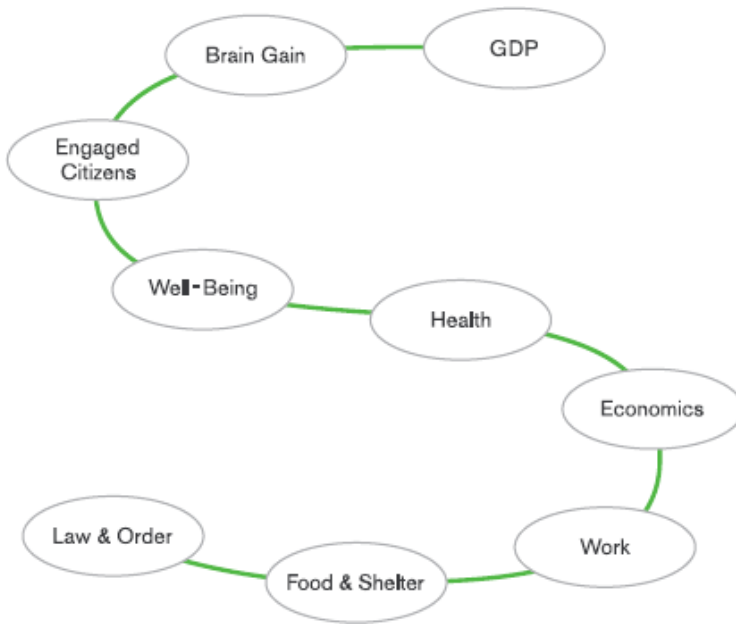 Brain Gain
GDP
Engaged
Citizens
Well-Being
Health
Economics
Law & Order
Work
Food & Shelter